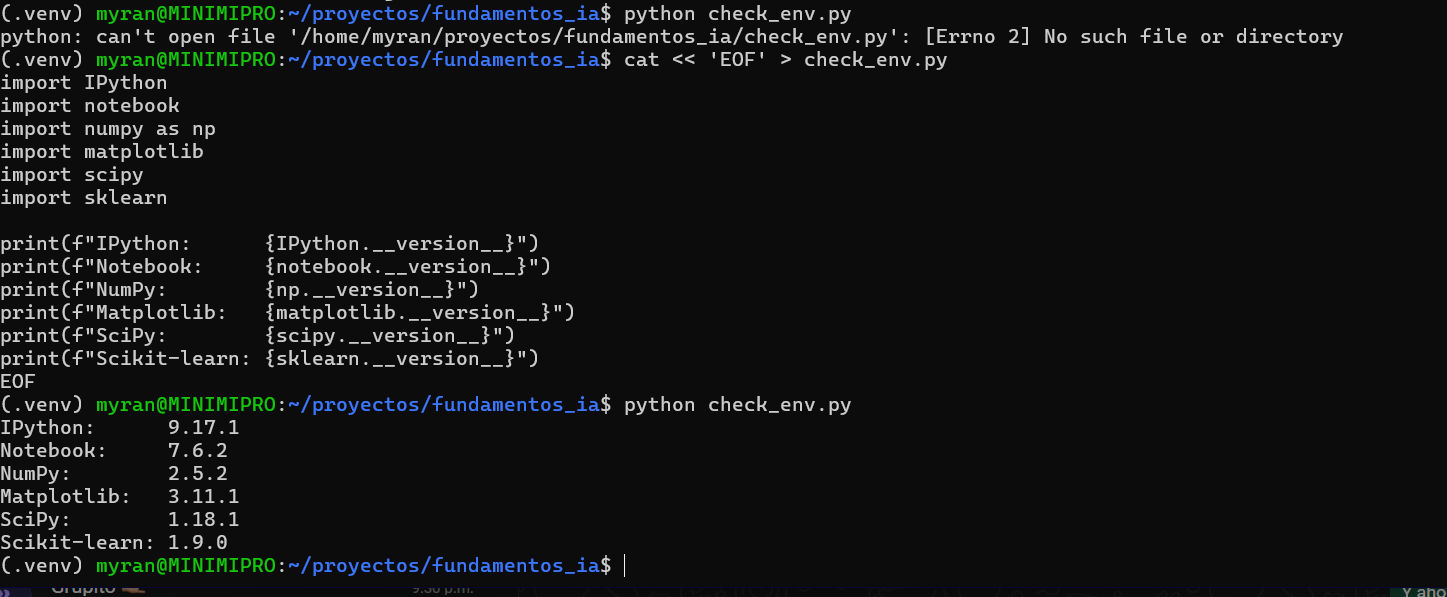 (.venv) myran@MINIMIPRO:~/proyectos/fundamentos_ia$ python check_env.py
python: can't open file '/home/myran/proyectos/fundamentos_ia/check_env.py': [Errno 2] No such file or directory
(.venv) myran@MINIMIPRO:~/proyectos/fundamentos_ia$ cat << 'EOF' > check_env.py
import IPython
import notebook
import numpy as np
import matplotlib
import scipy
import sklearn

print(f"IPython:      {IPython.__version__}")
print(f"Notebook:     {notebook.__version__}")
print(f"NumPy:        {np.__version__}")
print(f"Matplotlib:   {matplotlib.__version__}")
print(f"SciPy:        {scipy.__version__}")
print(f"Scikit-learn: {sklearn.__version__}")
EOF
(.venv) myran@MINIMIPRO:~/proyectos/fundamentos_ia$ python check_env.py
IPython:      9.17.1
Notebook:     7.6.2
NumPy:        2.5.2
Matplotlib:   3.11.1
SciPy:        1.18.1
Scikit-learn: 1.9.0
(.venv) myran@MINIMIPRO:~/proyectos/fundamentos_ia$